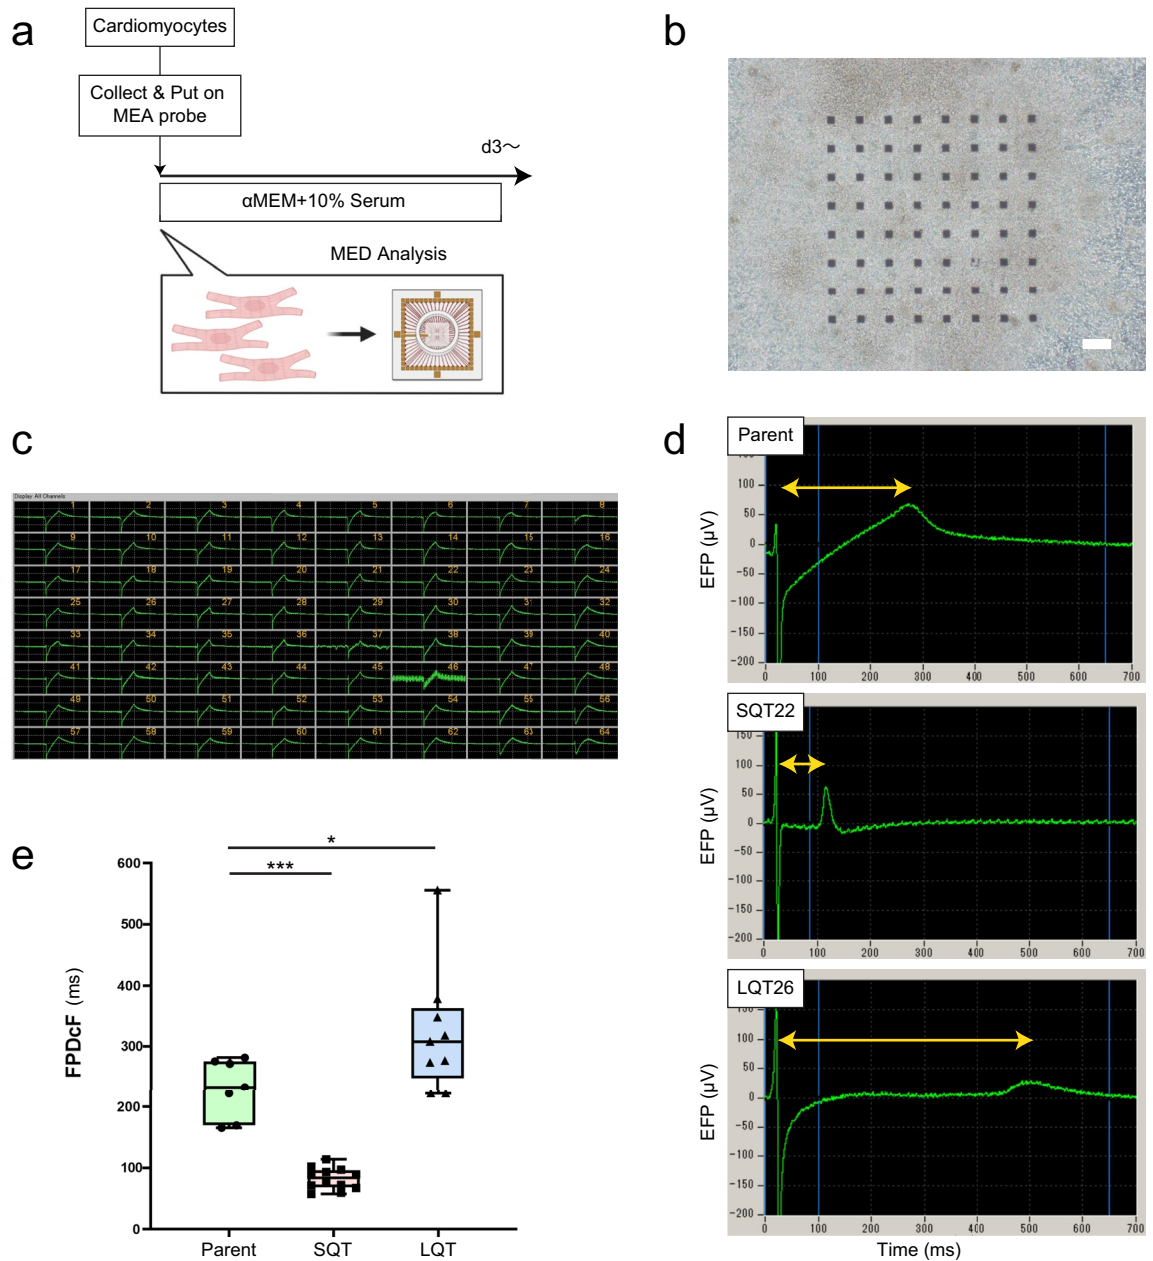 a
Cardiomyocytes
Collect & Put on
MEA probe
d3～
αMEM+10% Serum
MED Analysis
b
c
Display All Channels
1 2 3 4 5 6 7 8
9 10 11 12 13 14 15 16
17 18 19 20 21 22 23 24
25 26 27 28 29 30 31 32
33 34 35 36 37 38 39 40
41 42 43 44 45 46 47 48
49 50 51 52 53 54 55 56
57 58 59 60 61 62 63 64
d
Parent
100
50
0
-50
-100
-150
-200
EFP (μV)
0 100 200 300 400 500 600 700
SQT22
150
100
50
0
-50
-100
-150
-200
EFP (μV)
0 100 200 300 400 500 600 700
LQT26
150
100
50
0
-50
-100
-150
-200
EFP (μV)
0 100 200 300 400 500 600 700
Time (ms)
e
*
***
600
500
400
300
200
100
0
FPDcF (ms)
Parent SQT LQT